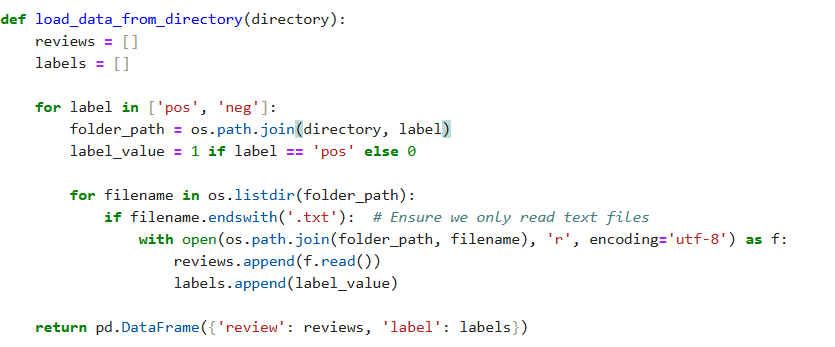 def load_data_from_directory(directory):
    reviews = []
    labels = []

    for label in ['pos', 'neg']:
        folder_path = os.path.join(directory, label)
        label_value = 1 if label == 'pos' else 0

        for filename in os.listdir(folder_path):
            if filename.endswith('.txt'):  # Ensure we only read text files
                with open(os.path.join(folder_path, filename), 'r', encoding='utf-8') as f:
                    reviews.append(f.read())
                    labels.append(label_value)

    return pd.DataFrame({'review': reviews, 'label': labels})